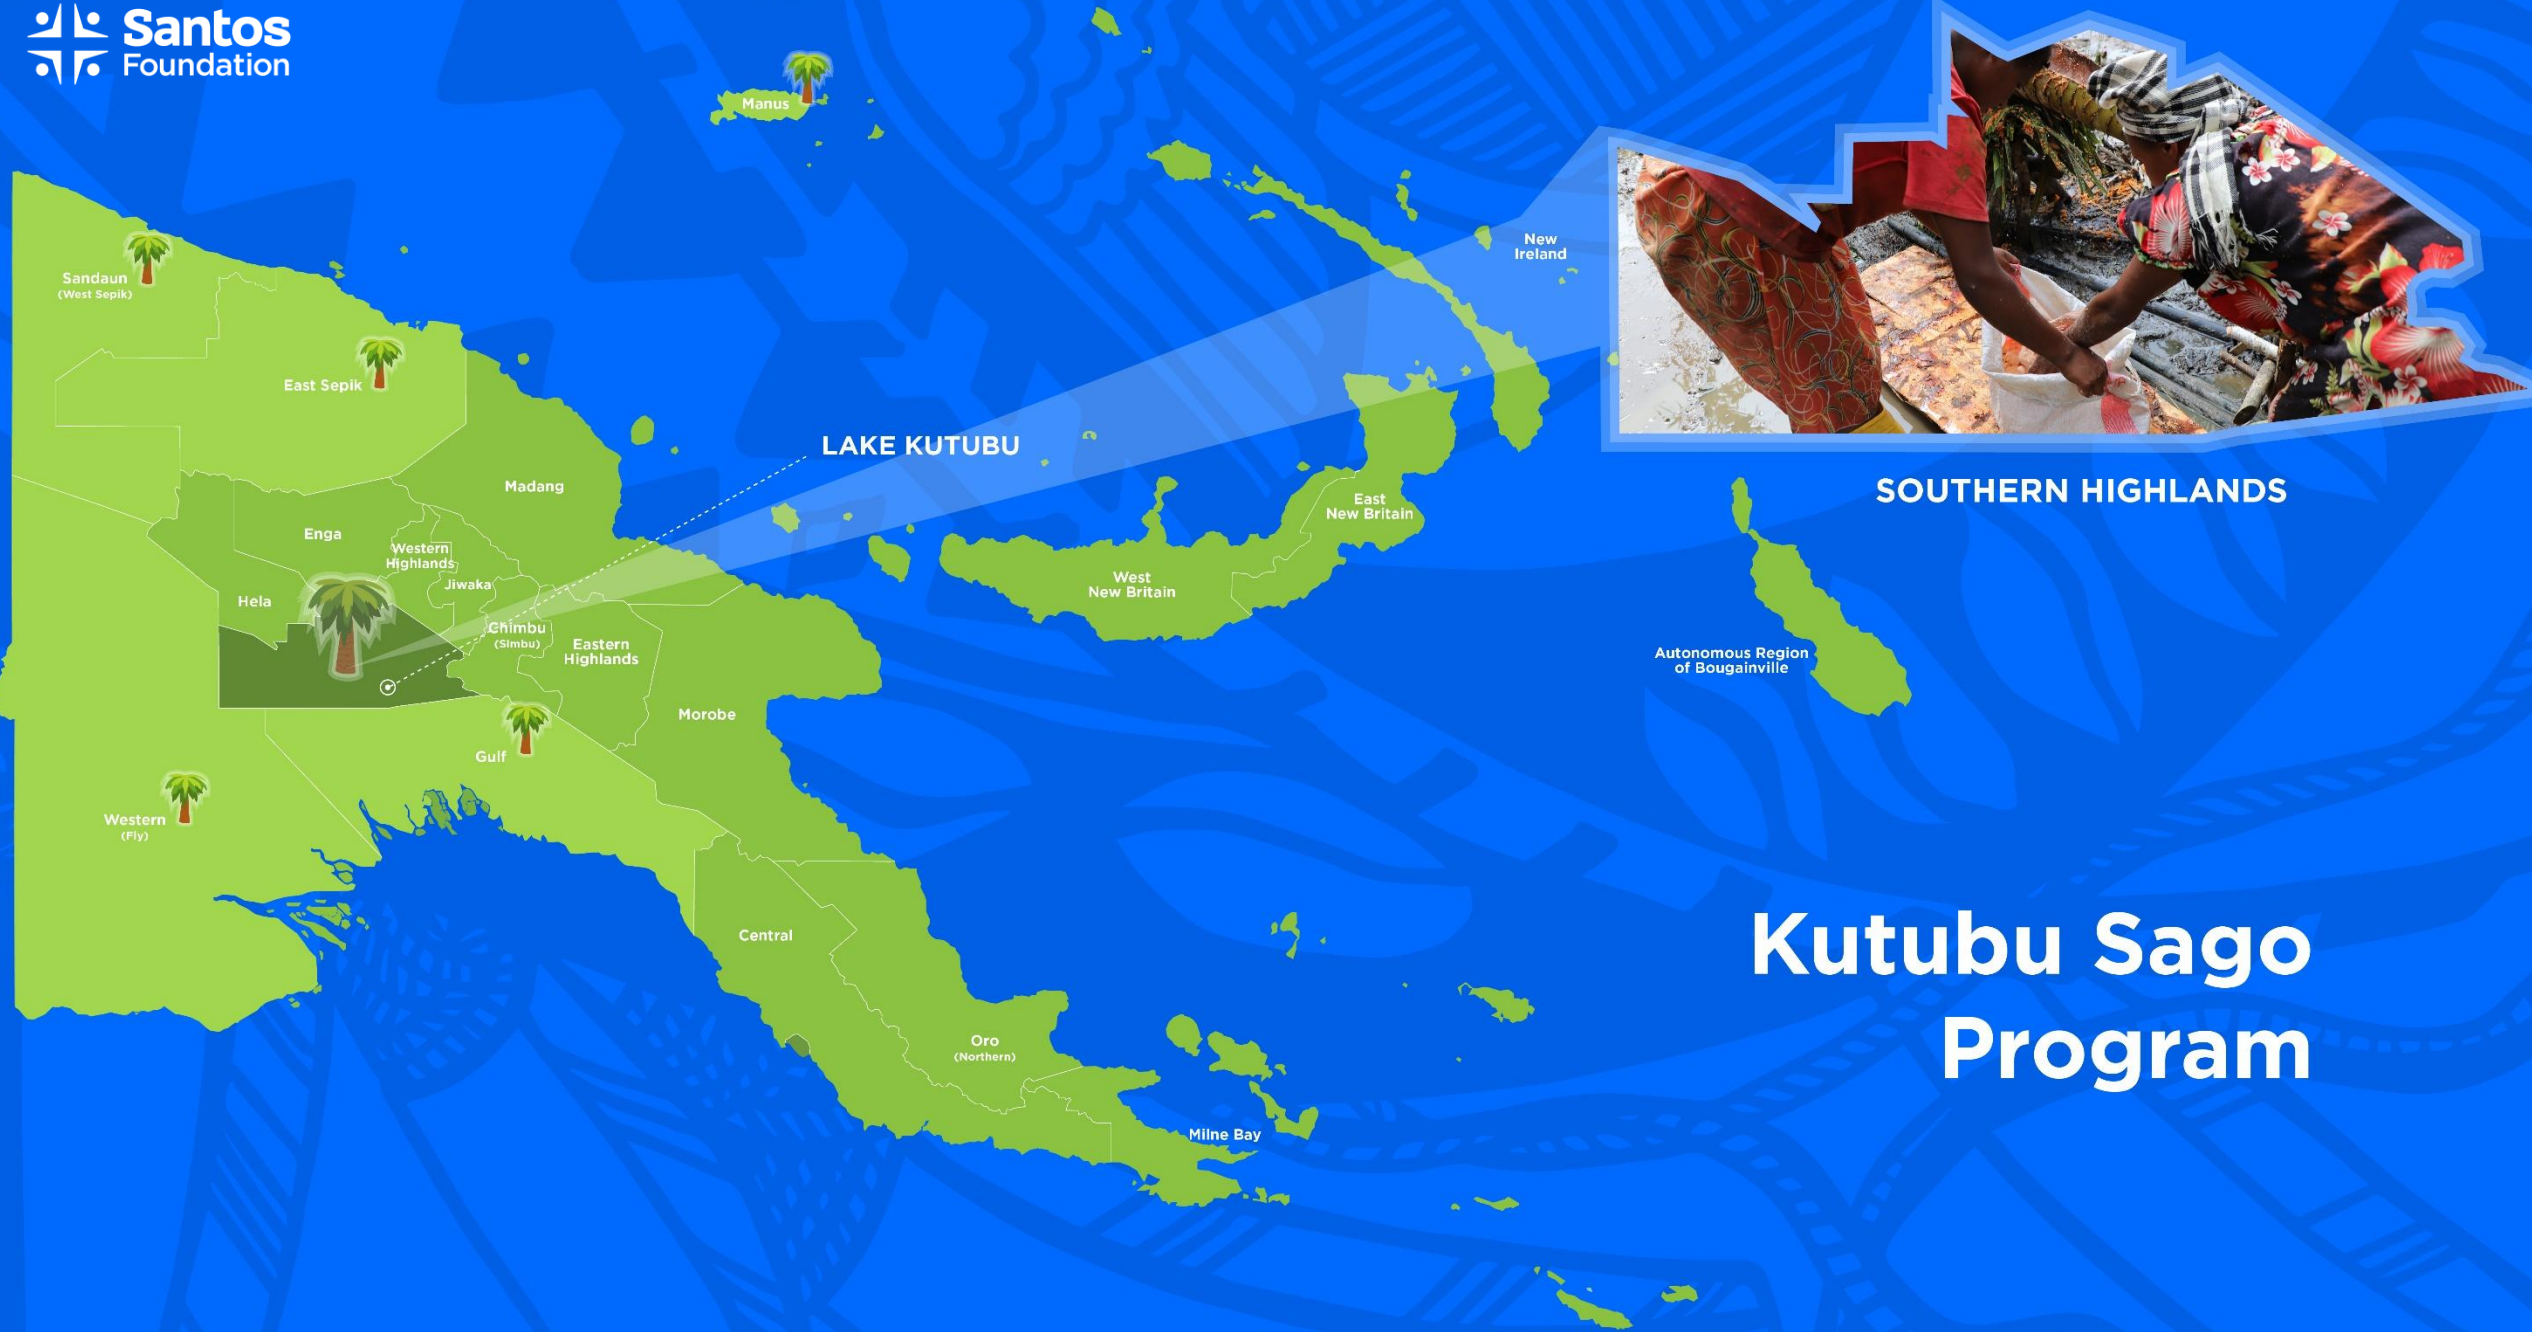 Santos
Foundation
Manus
Sandaun
(West Sepik)
New
Ireland
East Sepik
LAKE KUTUBU
Madang
SOUTHERN HIGHLANDS
East
New Britain
Enga
Western
Highlands
Jiwaka
West
New Britain
Hela
Chimbu
(Simbu)
Eastern
Highlands
Autonomous Region
of Bougainville
Morobe
Gulf
Western
(Fly)
Central
Kutubu Sago
Program
Oro
(Northern)
Milne Bay